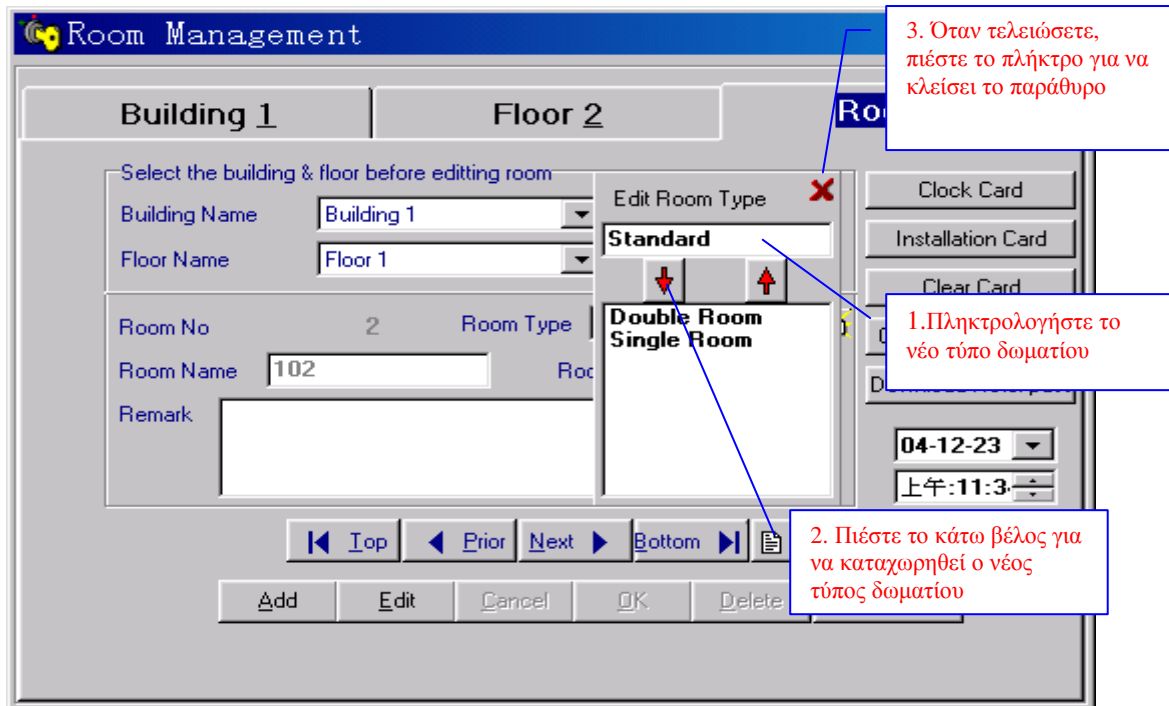 Room Management
3. Όταν τελειώσετε,
πιέστε το πλήκτρο για να
κλείσει το παράθυρο
Building 1
Floor 2
Select the building & floor before editting room
Building Name
Building 1
Floor Name
Floor 1
Edit Room Type
Standard
Double Room
Single Room
Clock Card
Installation Card
Clear Card
1.Πληκτρολογήστε το
νέο τύπο δωματίου
Room No
2
Room Type
Room Name
102
Remark
04-12-23
上午:11:3
Top
Prior
Next
Bottom
2. Πιέστε το κάτω βέλος για
να καταχωρηθεί ο νέος
τύπος δωματίου
Add
Edit
Cancel
OK
Delete